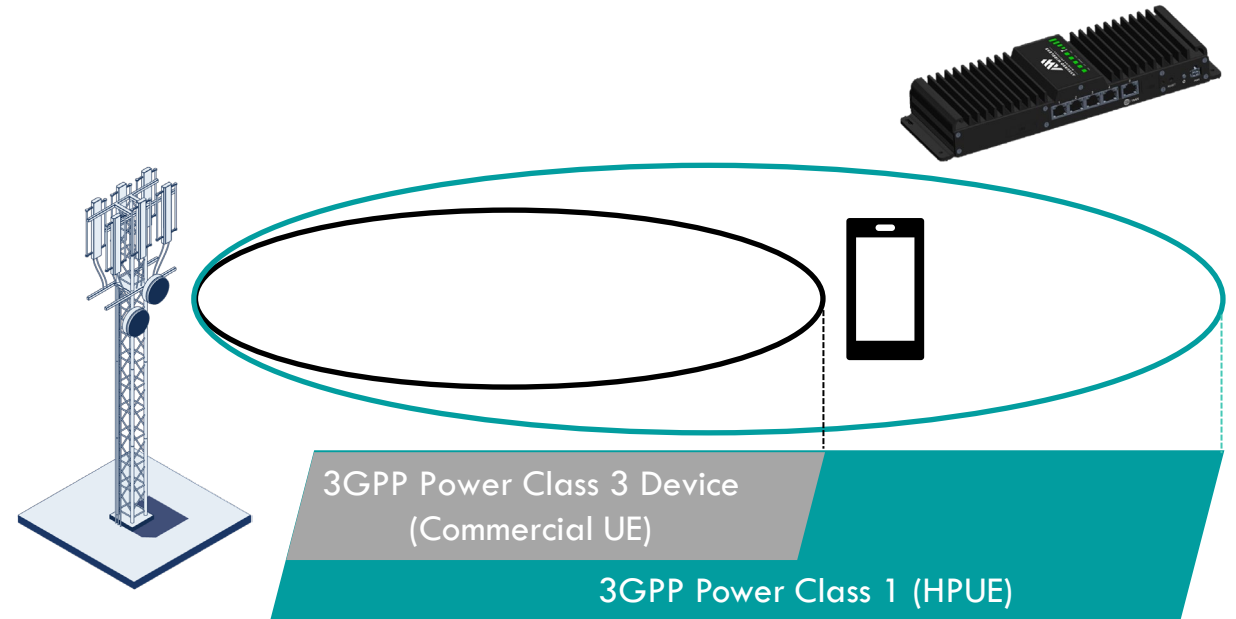 3GPP Power Class 3 Device
(Commercial UE)
3GPP Power Class 1 (HPUE)